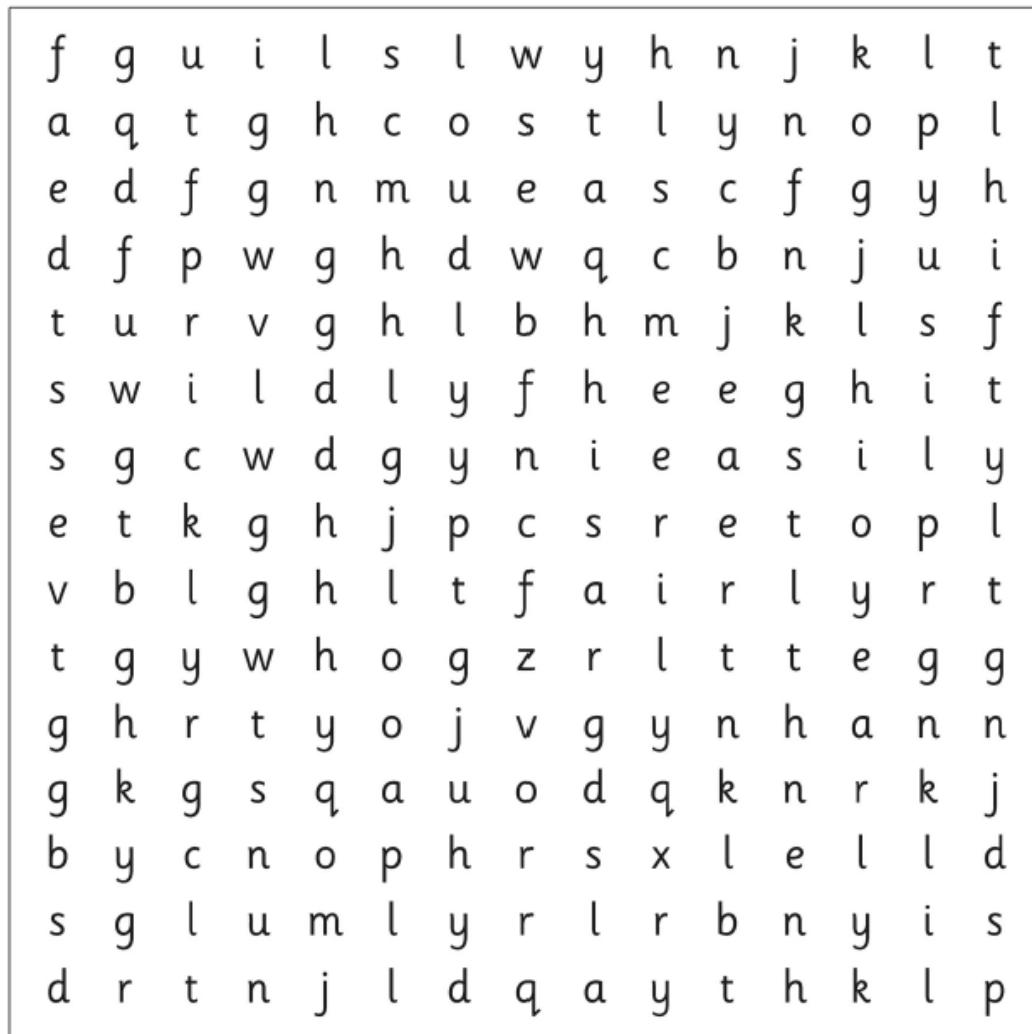 f g u i l s l w y h n j k l t
a q t g h c o s t l y n o p l
e d f g n m u e a s c f g y h
d f p w g h d w q c b n j u i
t u r v g h l b h m j k l s f
s w i l d l y f h e e g h i t
s g c w d g y n i e a s i l y
e t k g h j p c s r e t o p l
v b l g h l t f a i r l y r t
t g y w h o g z r l t t e g g
g h r t y o j v g y n h a n n
g k g s q a u o d q k n r k j
b y c n o p h r s x l e l l d
s g l u m l y r l r b n y i s
d r t n j l d q a y t h k l p